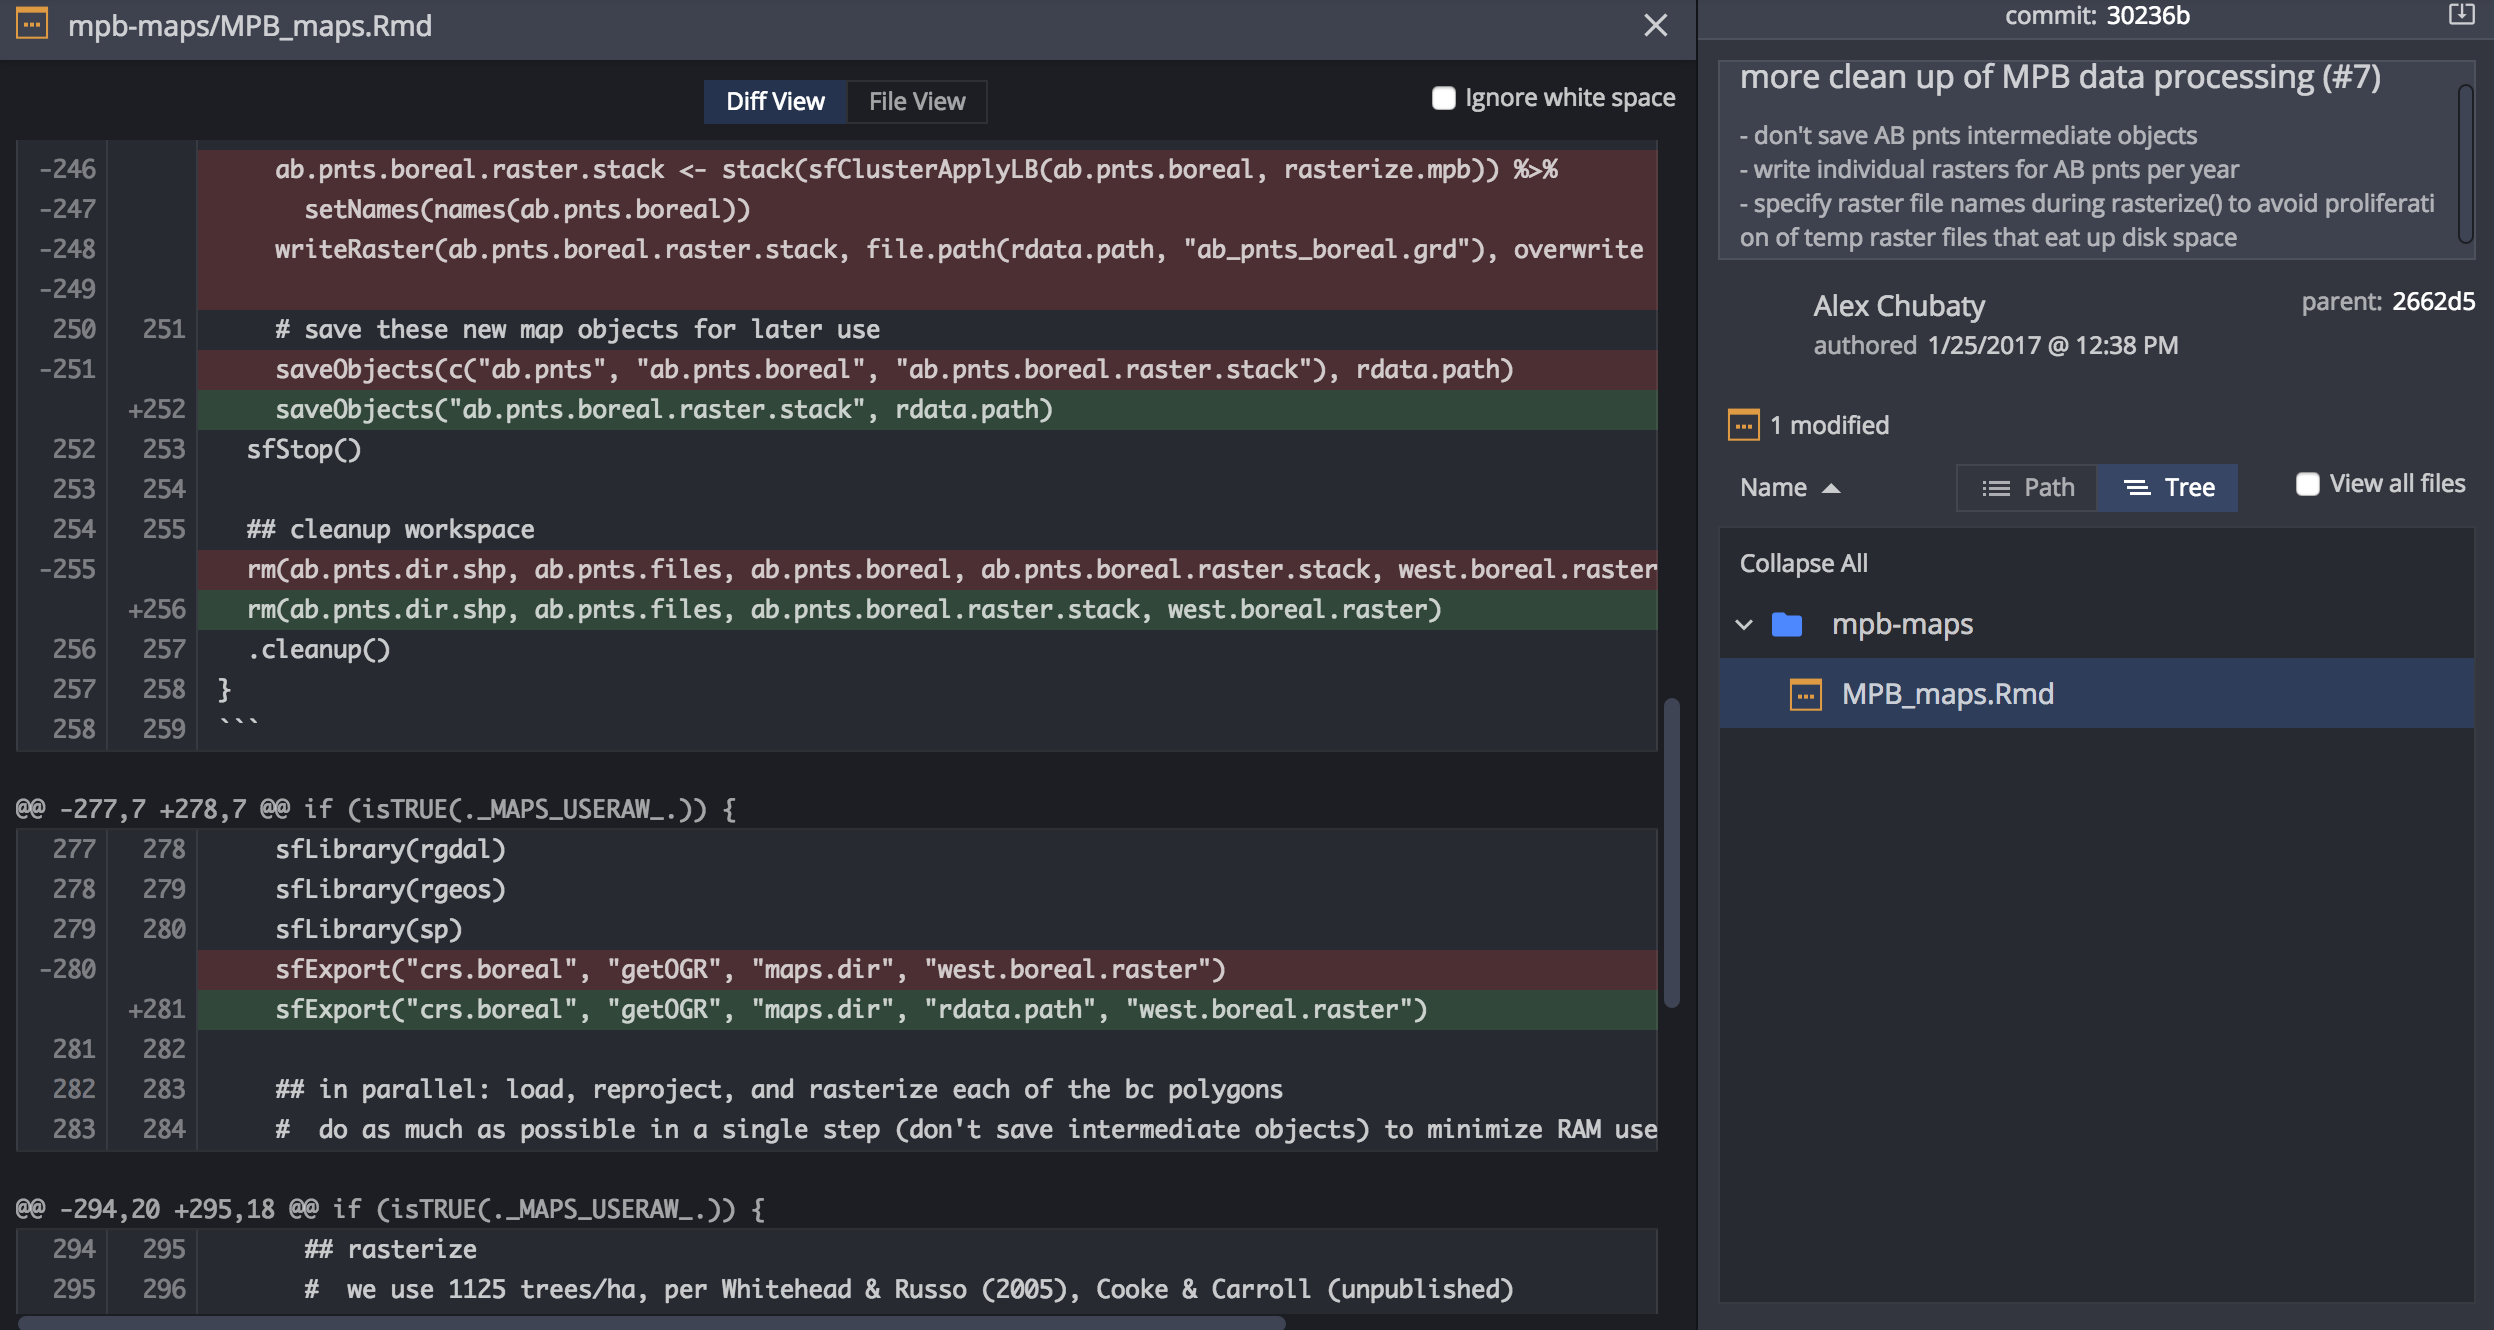 mpb-maps/MPB_maps.Rmd
Diff View File View
Ignore white space
-246 ab.pnts.boreal.raster.stack <- stack(sfClusterApplyLB(ab.pnts.boreal, rasterize.mpb)) %>%
-247 setNames(names(ab.pnts.boreal))
-248 writeRaster(ab.pnts.boreal.raster.stack, file.path(rdata.path, "ab_pnts_boreal.grd"), overwrite
-249
250 251 # save these new map objects for later use
-251 saveObjects(c("ab.pnts", "ab.pnts.boreal", "ab.pnts.boreal.raster.stack"), rdata.path)
+252 saveObjects("ab.pnts.boreal.raster.stack", rdata.path)
252 253 sfStop()
253 254
254 255 ## cleanup workspace
-255 rm(ab.pnts.dir.shp, ab.pnts.files, ab.pnts.boreal, ab.pnts.boreal.raster.stack, west.boreal.raster
+256 rm(ab.pnts.dir.shp, ab.pnts.files, ab.pnts.boreal.raster.stack, west.boreal.raster)
256 257 .cleanup()
257 258 }
258 259 ```
@@ -277,7 +278,7 @@ if (isTRUE(._MAPS_USERAW_.)) {
277 278 sfLibrary(rgdal)
278 279 sfLibrary(rgeos)
279 280 sfLibrary(sp)
-280 sfExport("crs.boreal", "getOGR", "maps.dir", "west.boreal.raster")
+281 sfExport("crs.boreal", "getOGR", "maps.dir", "rdata.path", "west.boreal.raster")
281 282
282 283 ## in parallel: load, reproject, and rasterize each of the bc polygons
283 284 # do as much as possible in a single step (don't save intermediate objects) to minimize RAM use
@@ -294,20 +295,18 @@ if (isTRUE(._MAPS_USERAW_.)) {
294 295 ## rasterize
295 296 # we use 1125 trees/ha, per Whitehead & Russo (2005), Cooke & Carroll (unpublished)
commit: 30236b
more clean up of MPB data processing (#7)
- don't save AB pnts intermediate objects
- write individual rasters for AB pnts per year
- specify raster file names during rasterize() to avoid proliferati
on of temp raster files that eat up disk space
Alex Chubaty
parent: 2662d5
authored 1/25/2017 @ 12:38 PM
1 modified
Name Path Tree View all files
Collapse All
mpb-maps
MPB_maps.Rmd